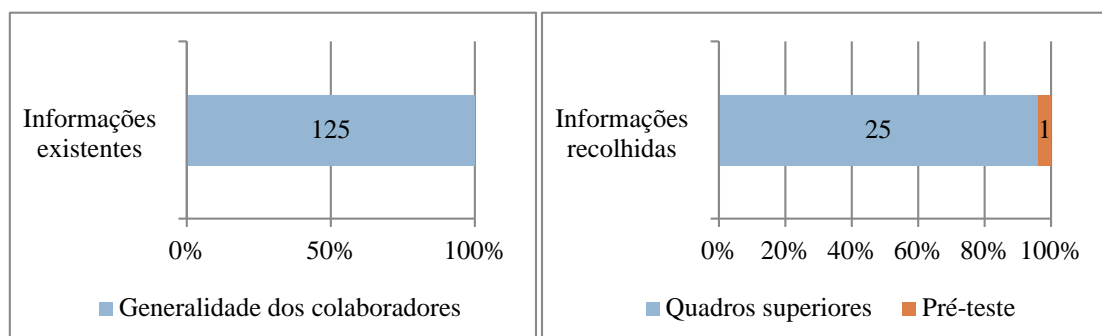 Informações
existentes
125
0%
50%
100%
Generalidade dos colaboradores
Informações
recolhidas
25
1
0%
20%
40%
60%
80%
100%
Quadros superiores
Pré-teste